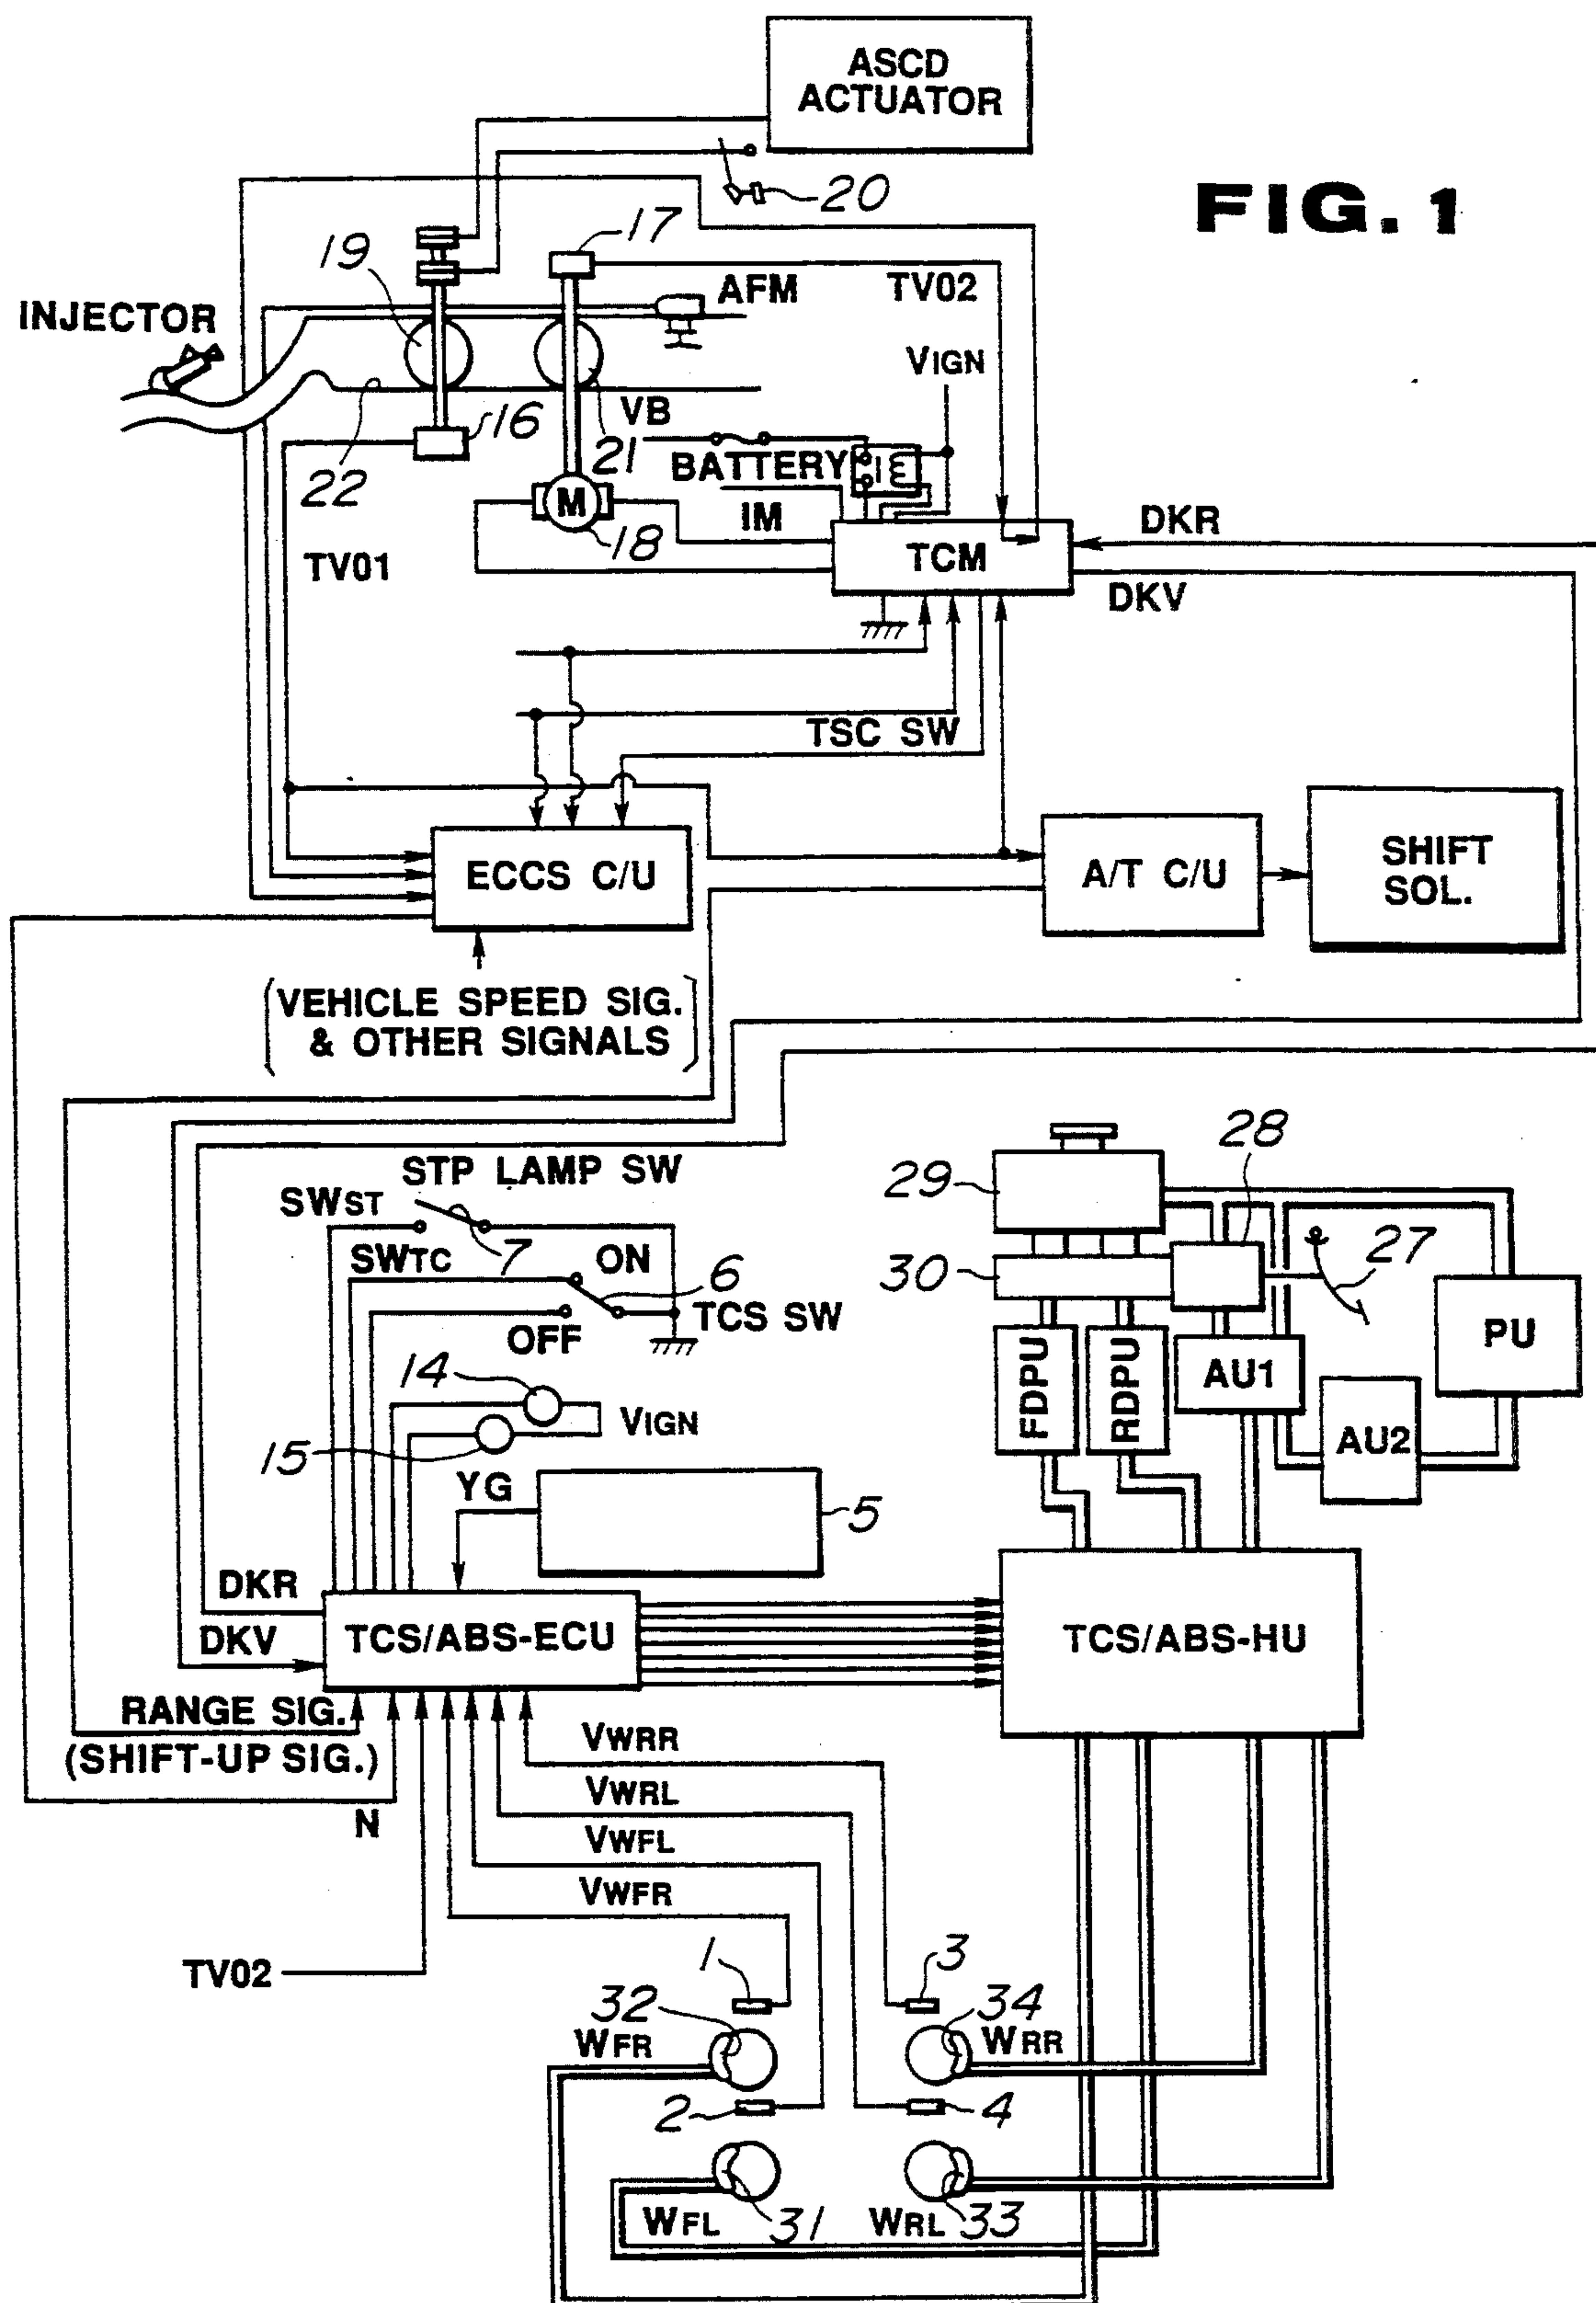 ASCD
ACTUATOR
FIG. 1
20
17
19
AFM
TV02
INJECTOR
VIGN
16
VB
21
22
BATTERY
M
IM
18
TV01
TCM
DKR
DKV
TSC SW
ECCS C/U
A/T C/U
SHIFT
SOL.
(VEHICLE SPEED SIG.
& OTHER SIGNALS)
28
29
STP LAMP SW
SWST
7
SWTC
ON
6
27
30
TCS SW
OFF
PU
FDPU
RDPU
AU1
14
VIGN
AU2
15
YG
5
DKR
DKV
TCS/ABS-ECU
TCS/ABS-HU
RANGE SIG.
(SHIFT-UP SIG.)
VWRR
VWRL
N
VWFL
VWFR
TV02
1
3
32
34
WFR
WRR
2
4
WFL
31
WRL
33